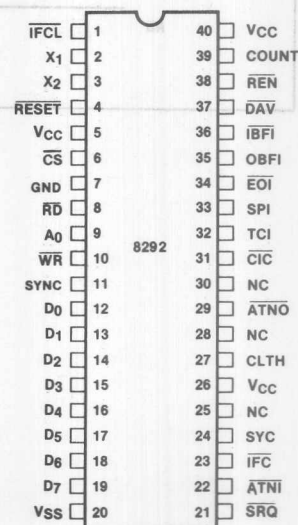 IFCL 1 40 VCC
X1 2 39 COUNT
X2 3 38 REN
RESET 4 37 DAV
VCC 5 36 IBFI
CS 6 35 OBFI
GND 7 34 EOI
RD 8 33 SPI
A0 9 32 TCI
8292
WR 10 31 CIC
SYNC 11 30 NC
D0 12 29 ATNO
D1 13 28 NC
D2 14 27 CLTH
D3 15 26 VCC
D4 16 25 NC
D5 17 24 SYC
D6 18 23 IFC
D7 19 22 ATNI
VSS 20 21 SRQ